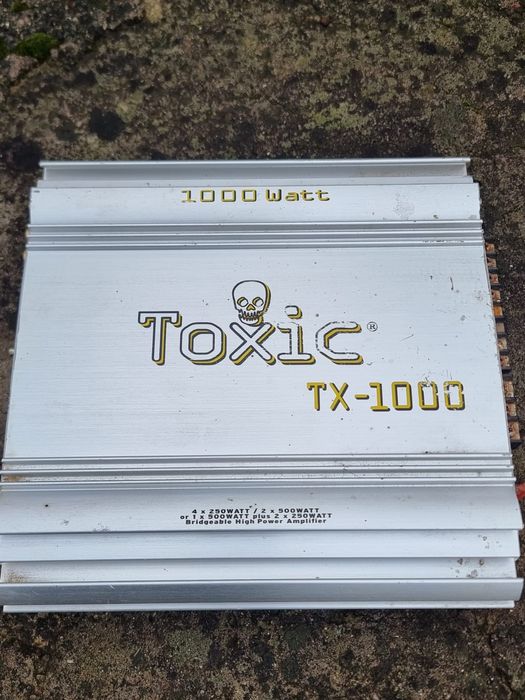 1000 Watt
Toxic®
TX-1000
4 x 250WATT / 2 x 500WATT
or 1 x 500WATT plus 2 x 250WATT
Bridgeable High Power Amplifier